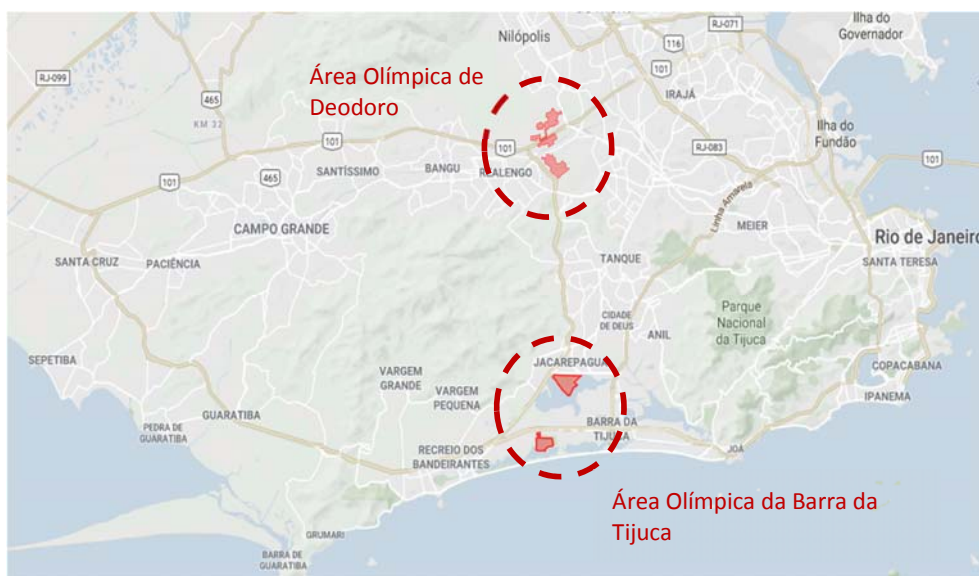 RJ-071
Ilha do
Governador
Nilópolis
116
101
RJ-099
Área Olímpica de
Deodoro
465
IRAJÁ
KM 32
Ilha do
Fundão
101
101
RJ-083
101
BANGU
REALENGO
SANTÍSSIMO
465
101
Linha Amarela
MEIER
CAMPO GRANDE
Rio de Janeiro
TANQUE
SANTA CRUZ
PACIÊNCIA
SANTA TERESA
Parque
Nacional
da Tijuca
CIDADE
DE DEUS
ANIL
SEPETIBA
JACAREPAGUÁ
COPACABANA
VARGEM
GRANDE
VARGEM
PEQUENA
IPANEMA
GUARATIBA
PEDRA DE
GUARATIBA
BARRA DA
TIJUCA
RECREIO DOS
BANDEIRANTES
JOÁ
Área Olímpica da Barra da
Tijuca
GRUMARI
BARRA DE
GUARATIBA